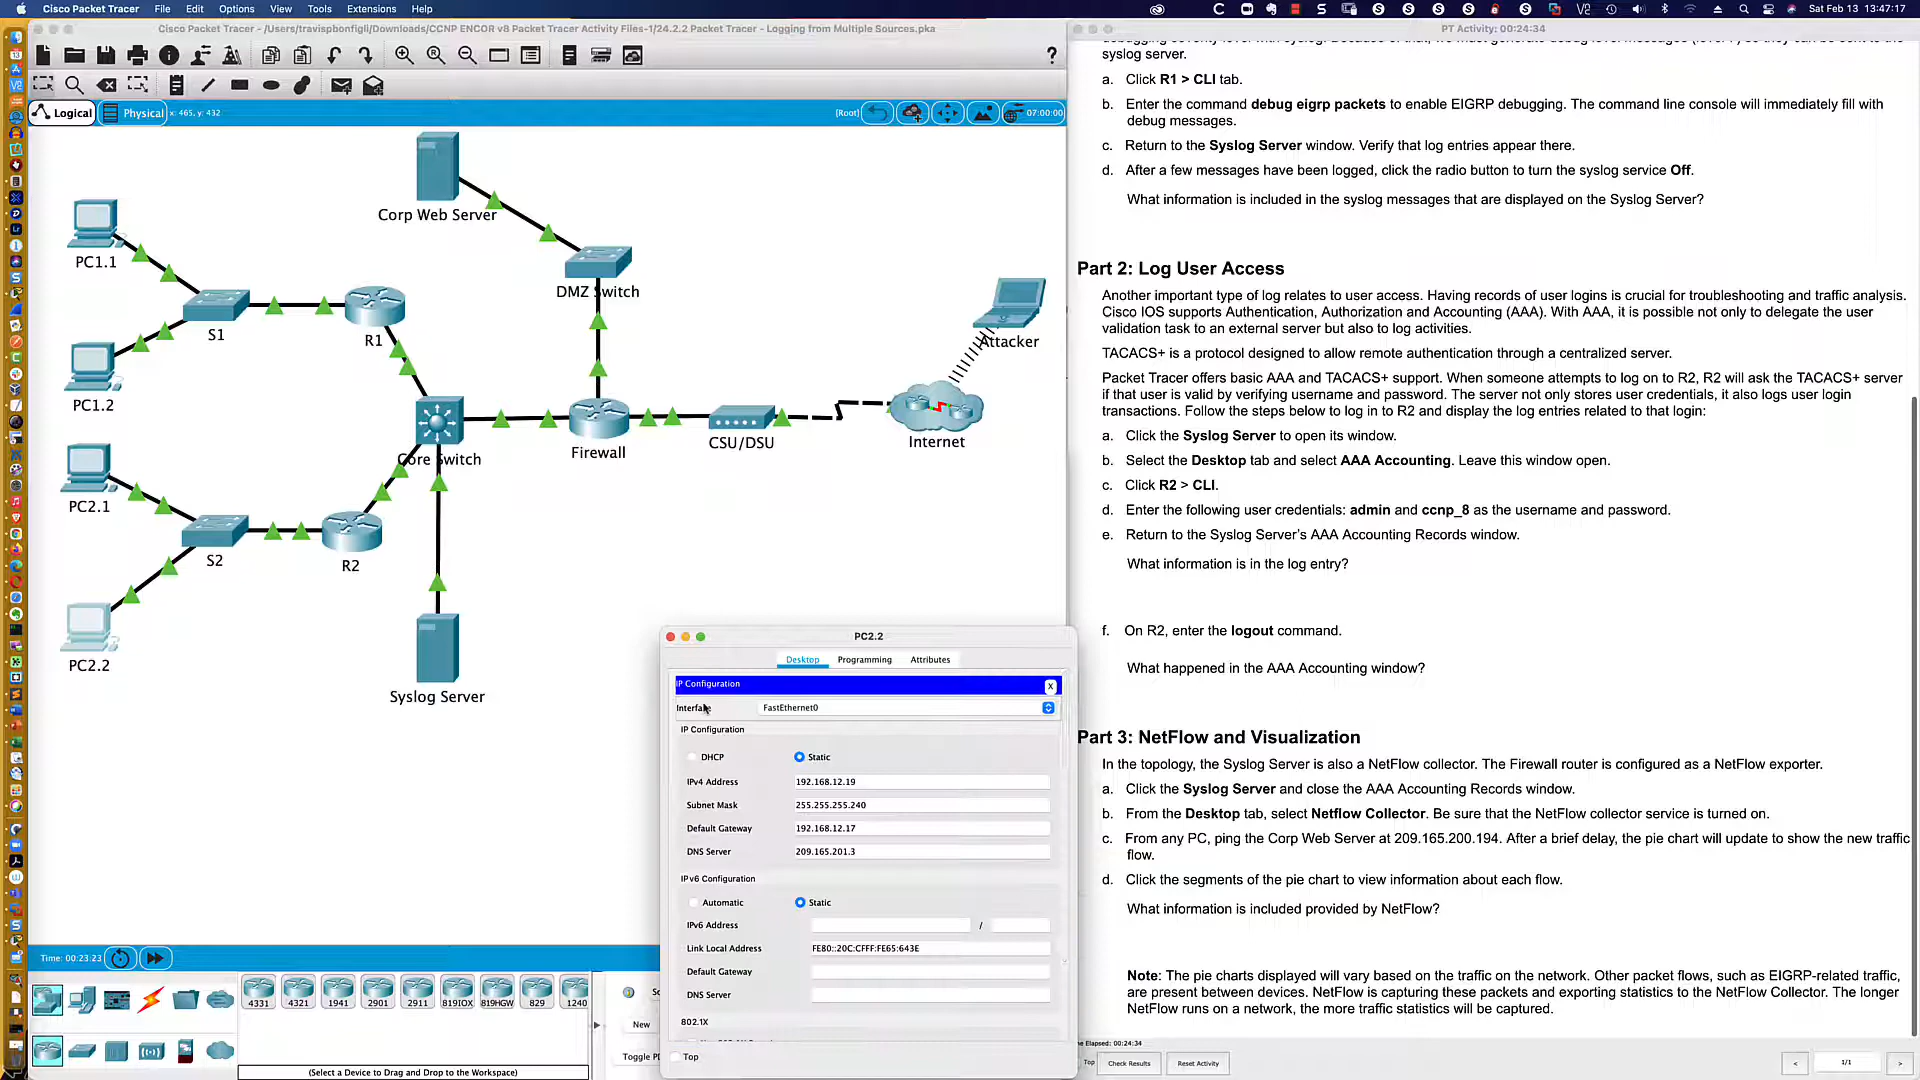 Cisco Packet Tracer File Edit Options View Tools Extensions Help
Sat Feb 13 13:47:17
Cisco Packet Tracer - /Users/travispbonfigli/Downloads/CCNP ENCOR v8 Packet Tracer Activity Files-1/24.2.2 Packet Tracer - Logging from Multiple Sources.pka
Logical
Physical
x: 465, y: 432
[Root]
07:00:00
Corp Web Server
PC1.1
DMZ Switch
S1
R1
Attacker
PC1.2
Core Switch
Firewall
CSU/DSU
Internet
PC2.1
S2
R2
PC2.2
Syslog Server
Time: 00:23:23
4331
4321
1941
2901
2911
819IOX
819HGW
829
1240
New
(Select a Device to Drag and Drop to the Workspace)
PC2.2
Desktop
Programming
Attributes
IP Configuration
X
Interface
FastEthernet0
IP Configuration
DHCP
Static
IPv4 Address
192.168.12.19
Subnet Mask
255.255.255.240
Default Gateway
192.168.12.17
DNS Server
209.165.201.3
IPv6 Configuration
Automatic
Static
IPv6 Address
/
Link Local Address
FE80::20C:CFFF:FE65:643E
Default Gateway
DNS Server
802.1X
Top
PT Activity: 00:24:34
syslog server.
a. Click R1 > CLI tab.
b. Enter the command debug eigrp packets to enable EIGRP debugging. The command line console will immediately fill with
debug messages.
c. Return to the Syslog Server window. Verify that log entries appear there.
d. After a few messages have been logged, click the radio button to turn the syslog service Off.
What information is included in the syslog messages that are displayed on the Syslog Server?
Part 2: Log User Access
Another important type of log relates to user access. Having records of user logins is crucial for troubleshooting and traffic analysis.
Cisco IOS supports Authentication, Authorization and Accounting (AAA). With AAA, it is possible not only to delegate the user
validation task to an external server but also to log activities.
TACACS+ is a protocol designed to allow remote authentication through a centralized server.
Packet Tracer offers basic AAA and TACACS+ support. When someone attempts to log on to R2, R2 will ask the TACACS+ server
if that user is valid by verifying username and password. The server not only stores user credentials, it also logs user login
transactions. Follow the steps below to log in to R2 and display the log entries related to that login:
a. Click the Syslog Server to open its window.
b. Select the Desktop tab and select AAA Accounting. Leave this window open.
c. Click R2 > CLI.
d. Enter the following user credentials: admin and ccnp_8 as the username and password.
e. Return to the Syslog Server's AAA Accounting Records window.
What information is in the log entry?
f. On R2, enter the logout command.
What happened in the AAA Accounting window?
Part 3: NetFlow and Visualization
In the topology, the Syslog Server is also a NetFlow collector. The Firewall router is configured as a NetFlow exporter.
a. Click the Syslog Server and close the AAA Accounting Records window.
b. From the Desktop tab, select Netflow Collector. Be sure that the NetFlow collector service is turned on.
c. From any PC, ping the Corp Web Server at 209.165.200.194. After a brief delay, the pie chart will update to show the new traffic
flow.
d. Click the segments of the pie chart to view information about each flow.
What information is included provided by NetFlow?
Note: The pie charts displayed will vary based on the traffic on the network. Other packet flows, such as EIGRP-related traffic,
are present between devices. NetFlow is capturing these packets and exporting statistics to the NetFlow Collector. The longer
NetFlow runs on a network, the more traffic statistics will be captured.
Elapsed: 00:24:34
Top
Check Results
Reset Activity
<
1/1
>